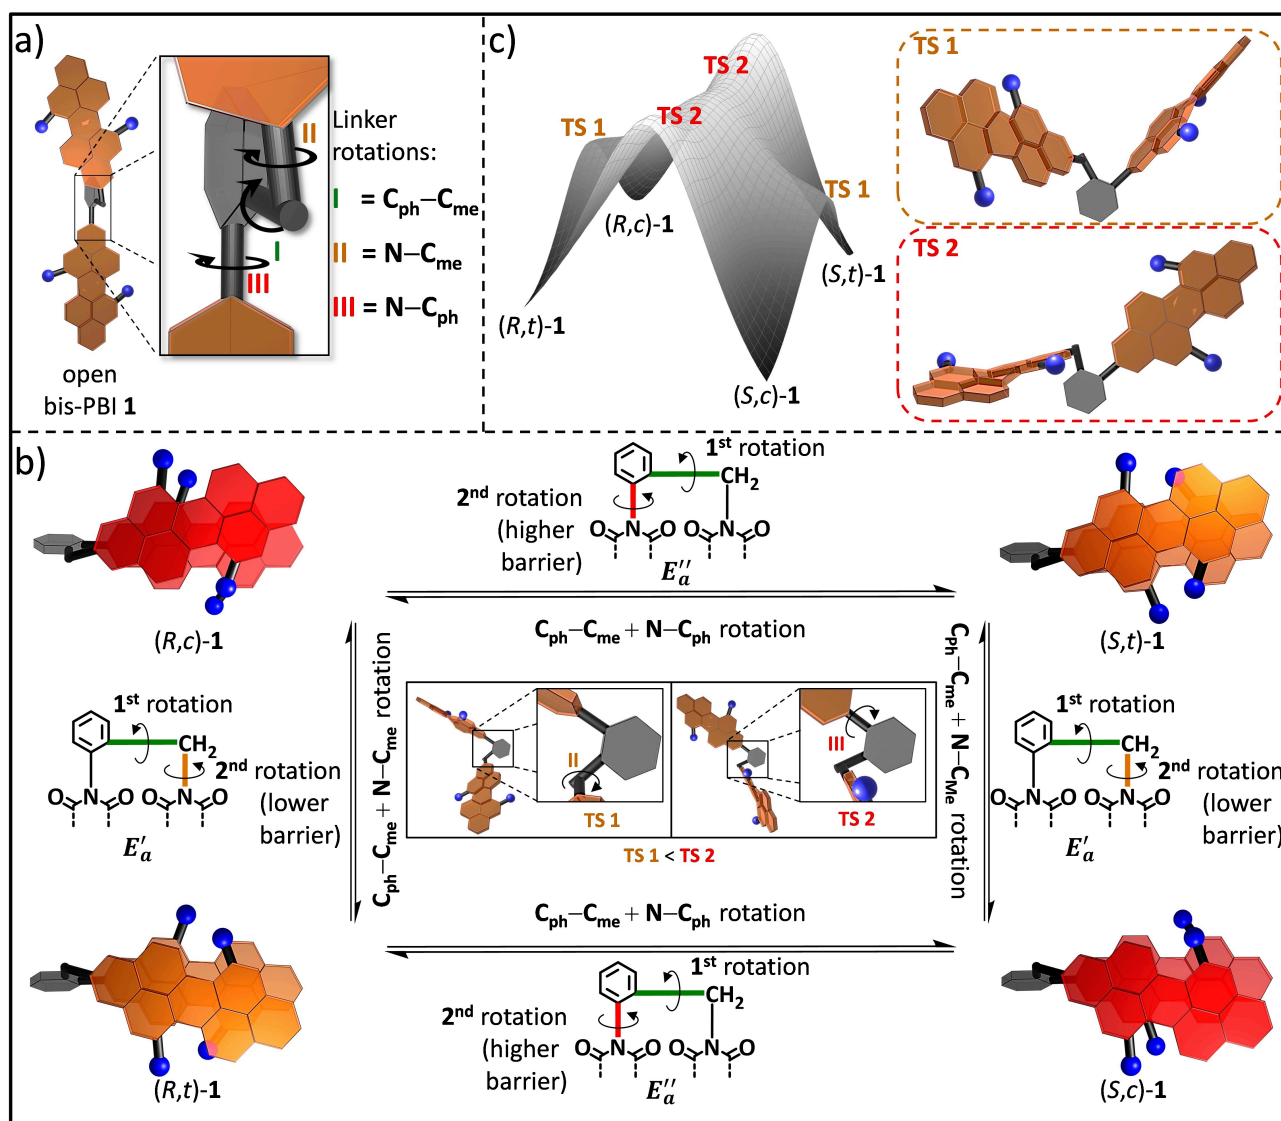 a)
II
I
III
Linker
rotations:
I = Cph–Cme
II = N–Cme
III = N–Cph
open
bis-PBI 1
c)
TS 2
TS 2
TS 1
TS 1
(R,c)-1
(S,t)-1
(R,t)-1
(S,c)-1
TS 1
TS 2
b)
1st rotation
CH2
2nd rotation
(higher
barrier)
O N O O N O
E''a
(R,c)-1
(S,t)-1
Cph–Cme + N–Cph rotation
1st rotation
CH2
2nd rotation
(lower
barrier)
O N O O N O
E'a
Cph–Cme + N–Cme rotation
II
TS 1
III
TS 2
TS 1 < TS 2
CPh–Cme + N–CMe rotation
1st rotation
CH2
2nd rotation
(lower
barrier)
O N O O N O
E'a
Cph–Cme + N–Cph rotation
1st rotation
CH2
2nd rotation
(higher
barrier)
O N O O N O
E''a
(R,t)-1
(S,c)-1